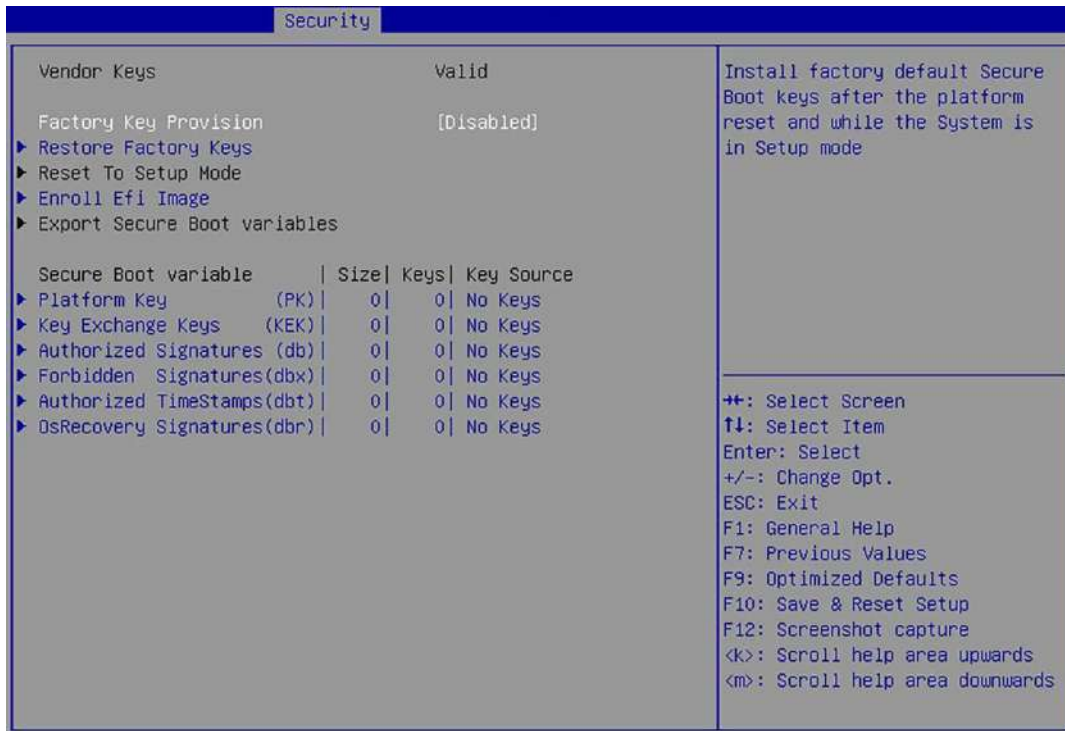 Security
Vendor Keys Valid
Factory Key Provision [Disabled]
Restore Factory Keys
Reset To Setup Mode
Enroll Efi Image
Export Secure Boot variables
Secure Boot variable | Size| Keys| Key Source
Platform Key (PK)| 0| 0| No Keys
Key Exchange Keys (KEK)| 0| 0| No Keys
Authorized Signatures (db)| 0| 0| No Keys
Forbidden Signatures(dbx)| 0| 0| No Keys
Authorized TimeStamps(dbt)| 0| 0| No Keys
OsRecovery Signatures(dbr)| 0| 0| No Keys
Install factory default Secure
Boot keys after the platform
reset and while the System is
in Setup mode
→←: Select Screen
↑↓: Select Item
Enter: Select
+/-: Change Opt.
ESC: Exit
F1: General Help
F7: Previous Values
F9: Optimized Defaults
F10: Save & Reset Setup
F12: Screenshot capture
<k>: Scroll help area upwards
<m>: Scroll help area downwards